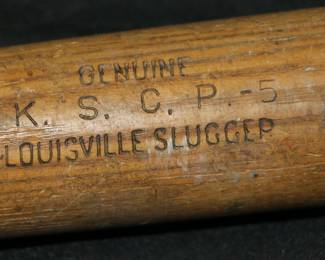 GENUINE
K. S. C. P. -5
LOUISVILLE SLUGGER